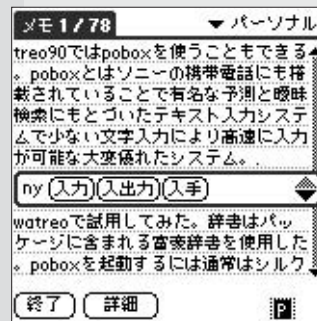 メモ 1 / 78
パーソナル
treo90ではpoboxを使うこともできる
。poboxとはソニーの携帯電話にも搭
載されていることで有名な予測と曖昧
検索にもとづいたテキスト入力システ
ムで少ない文字入力により高速に入力
が可能な大変優れたシステム。.
ny 入力 入出力 入手
watreoで試用してみた。辞書はパッ
ケージに含まれる富豪辞書を使用した
。poboxを起動するには通常はシルク
終了 詳細 P